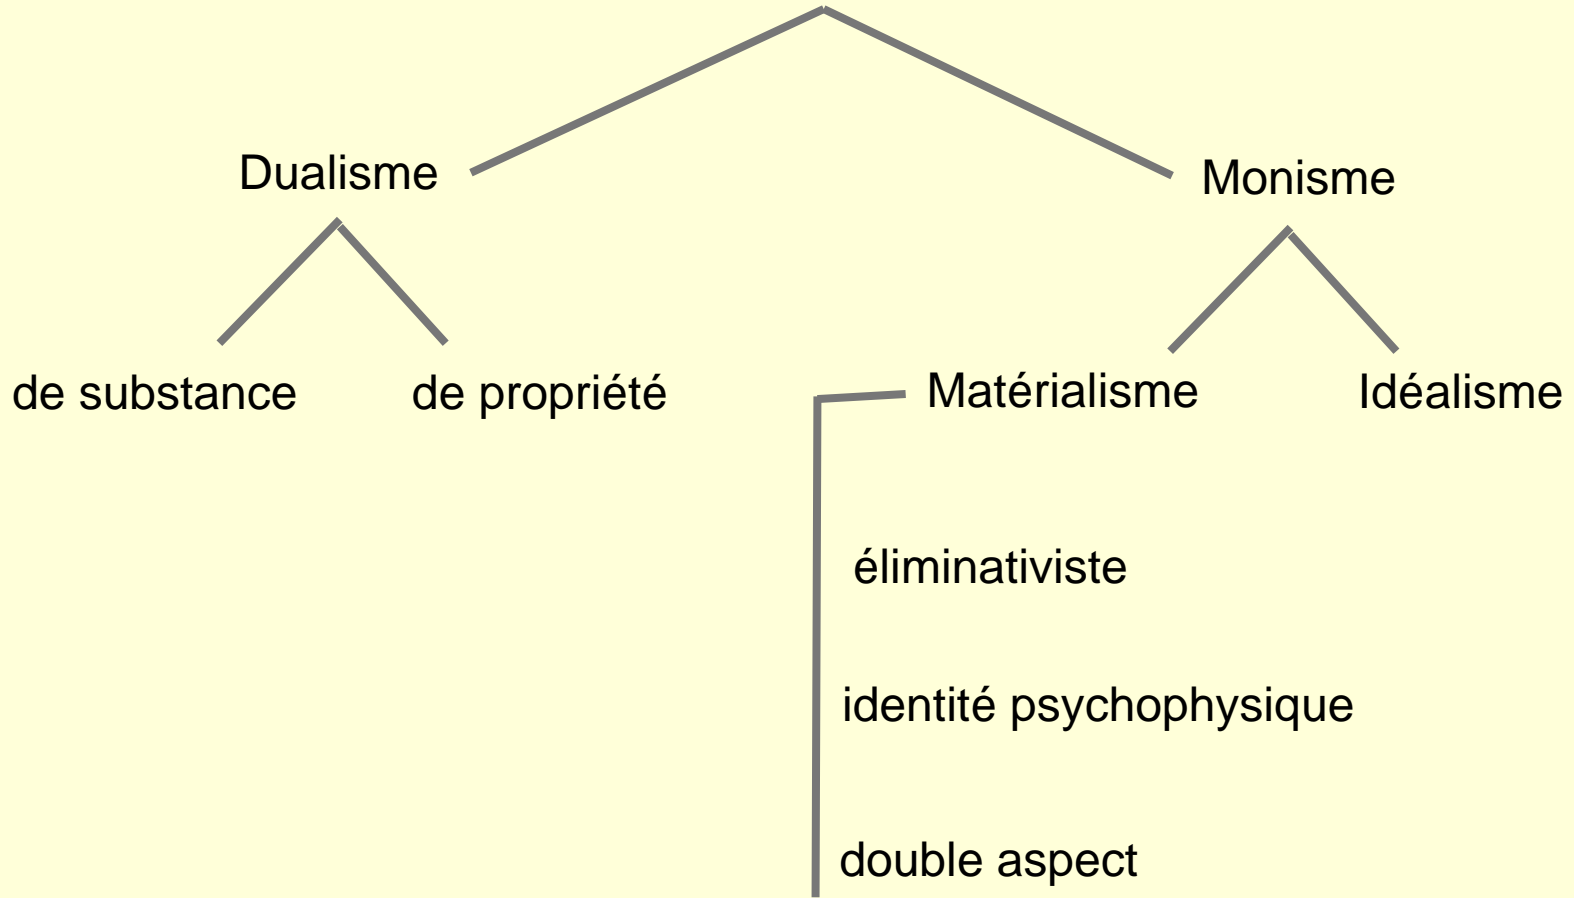 Dualisme
Monisme
de substance
de propriété
Matérialisme
Idéalisme
éliminativiste
identité psychophysique
double aspect